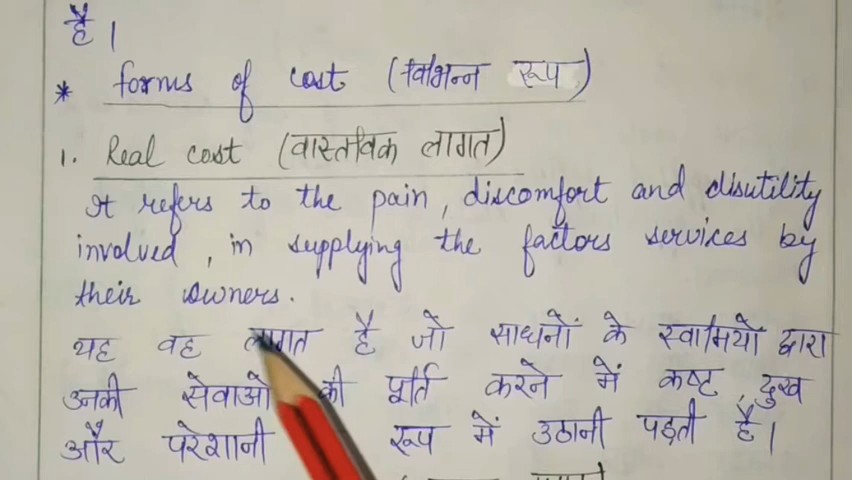 है।
* forms of cost (विभिन्न रूप)
1. Real cost (वास्तविक लागत)
It refers to the pain, discomfort and disutility
involved, in supplying the factors services by
their owners.
यह वह लागत है जो साधनों के स्वामियों द्वारा
उनकी सेवाओं की पूर्ति करने में कष्ट, दुख
और परेशानी रूप में उठानी पड़ती है।